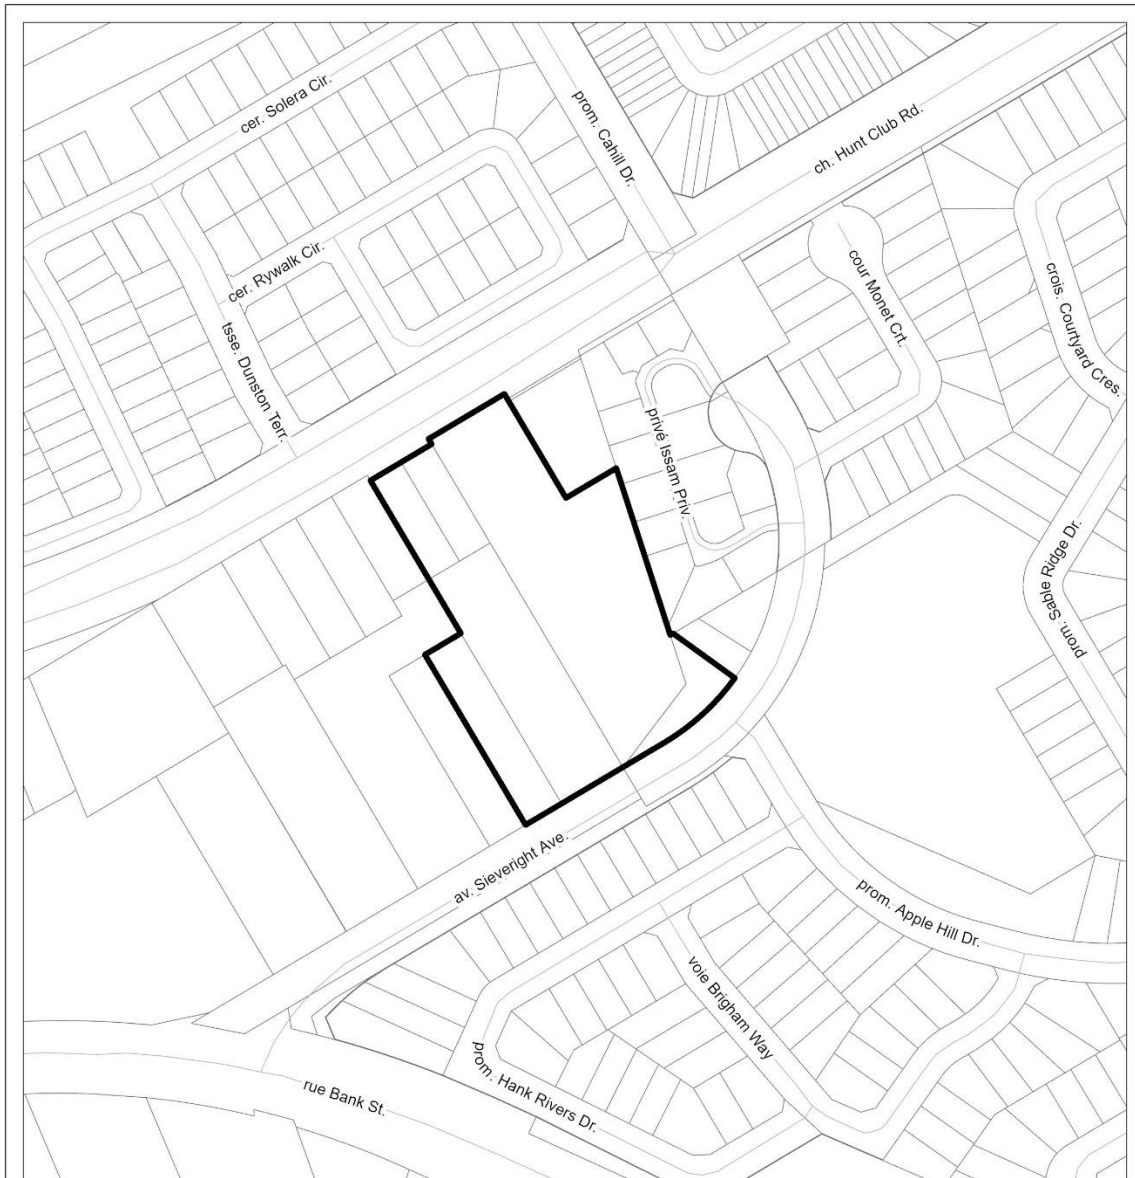 cer. Solera Cir.
prom. Cahill Dr.
ch. Hunt Club Rd.
cer. Rywalk Cir.
tsse. Dunston Terr.
cour Monet Crt.
crois. Courtyard Cres.
privé Issam Priv.
prom. Sable Ridge Dr.
av. Sieveright Ave.
prom. Apple Hill Dr.
voie Brigham Way
prom. Hank Rivers Dr.
rue Bank St.